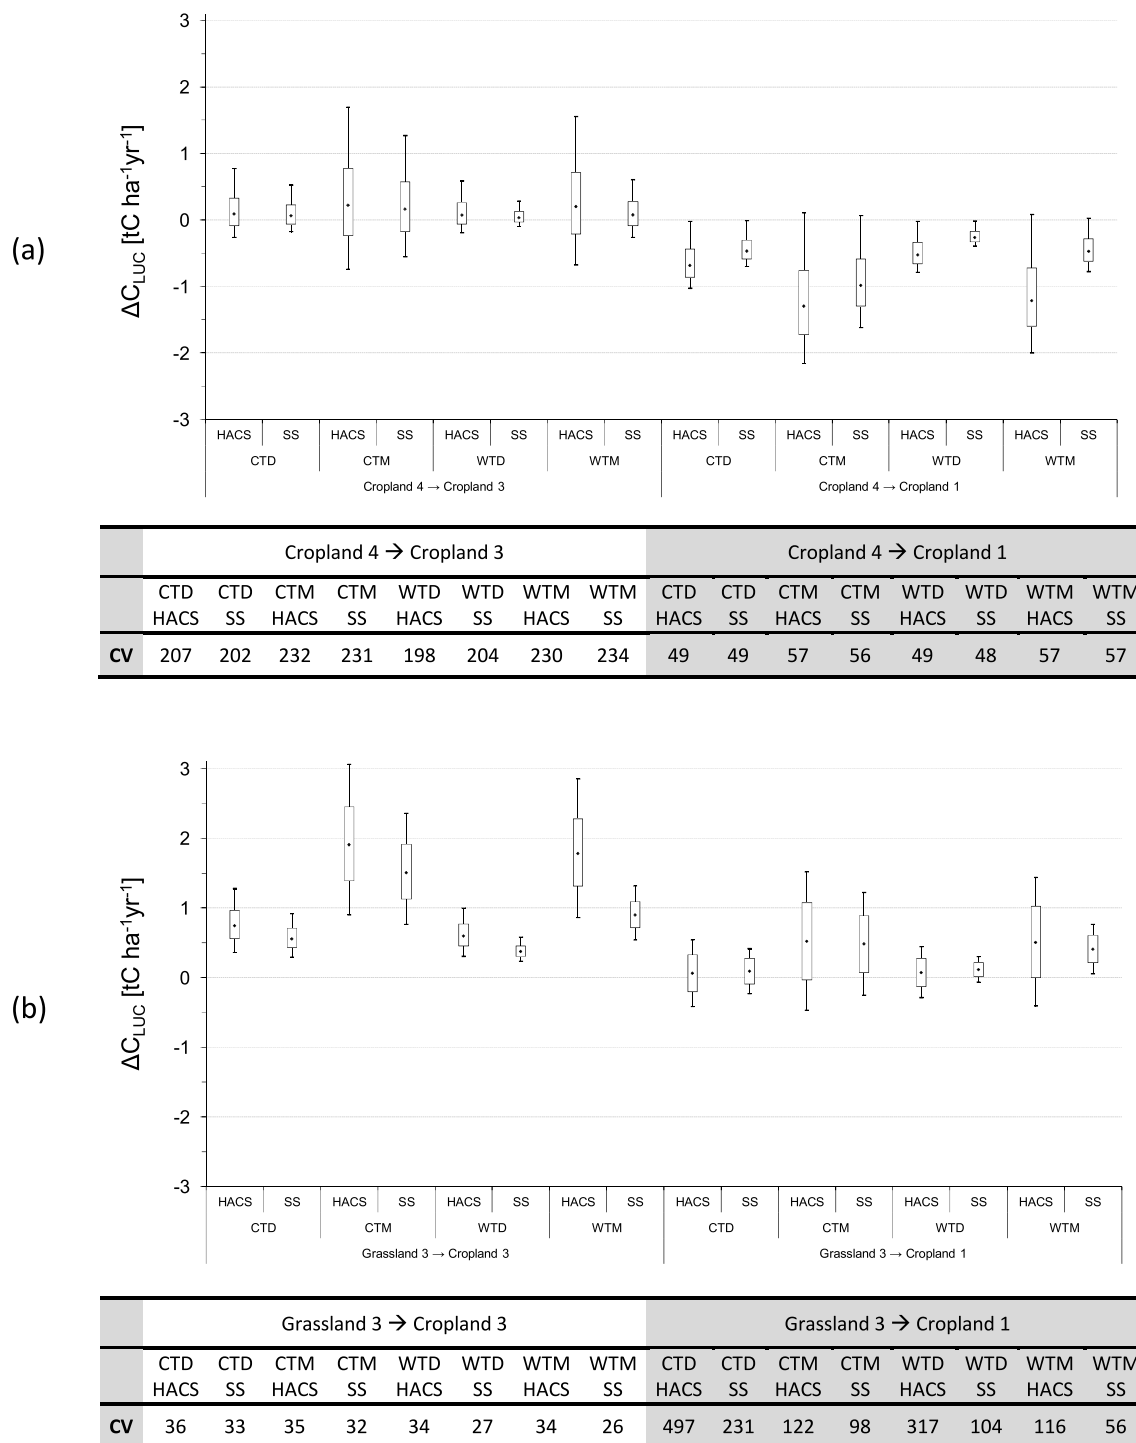 (a)
ΔC_LUC [tC ha⁻¹yr⁻¹]
3
2
1
0
-1
-2
-3
HACS SS HACS SS HACS SS HACS SS HACS SS HACS SS HACS SS HACS SS
CTD CTM WTD WTM CTD CTM WTD WTM
Cropland 4 → Cropland 3 Cropland 4 → Cropland 1
Cropland 4 → Cropland 3 Cropland 4 → Cropland 1
CTD CTD CTM CTM WTD WTD WTM WTM CTD CTD CTM CTM WTD WTD WTM WTM
HACS SS HACS SS HACS SS HACS SS HACS SS HACS SS HACS SS HACS SS
CV 207 202 232 231 198 204 230 234 49 49 57 56 49 48 57 57
(b)
ΔC_LUC [tC ha⁻¹yr⁻¹]
3
2
1
0
-1
-2
-3
HACS SS HACS SS HACS SS HACS SS HACS SS HACS SS HACS SS HACS SS
CTD CTM WTD WTM CTD CTM WTD WTM
Grassland 3 → Cropland 3 Grassland 3 → Cropland 1
Grassland 3 → Cropland 3 Grassland 3 → Cropland 1
CTD CTD CTM CTM WTD WTD WTM WTM CTD CTD CTM CTM WTD WTD WTM WTM
HACS SS HACS SS HACS SS HACS SS HACS SS HACS SS HACS SS HACS SS
CV 36 33 35 32 34 27 34 26 497 231 122 98 317 104 116 56